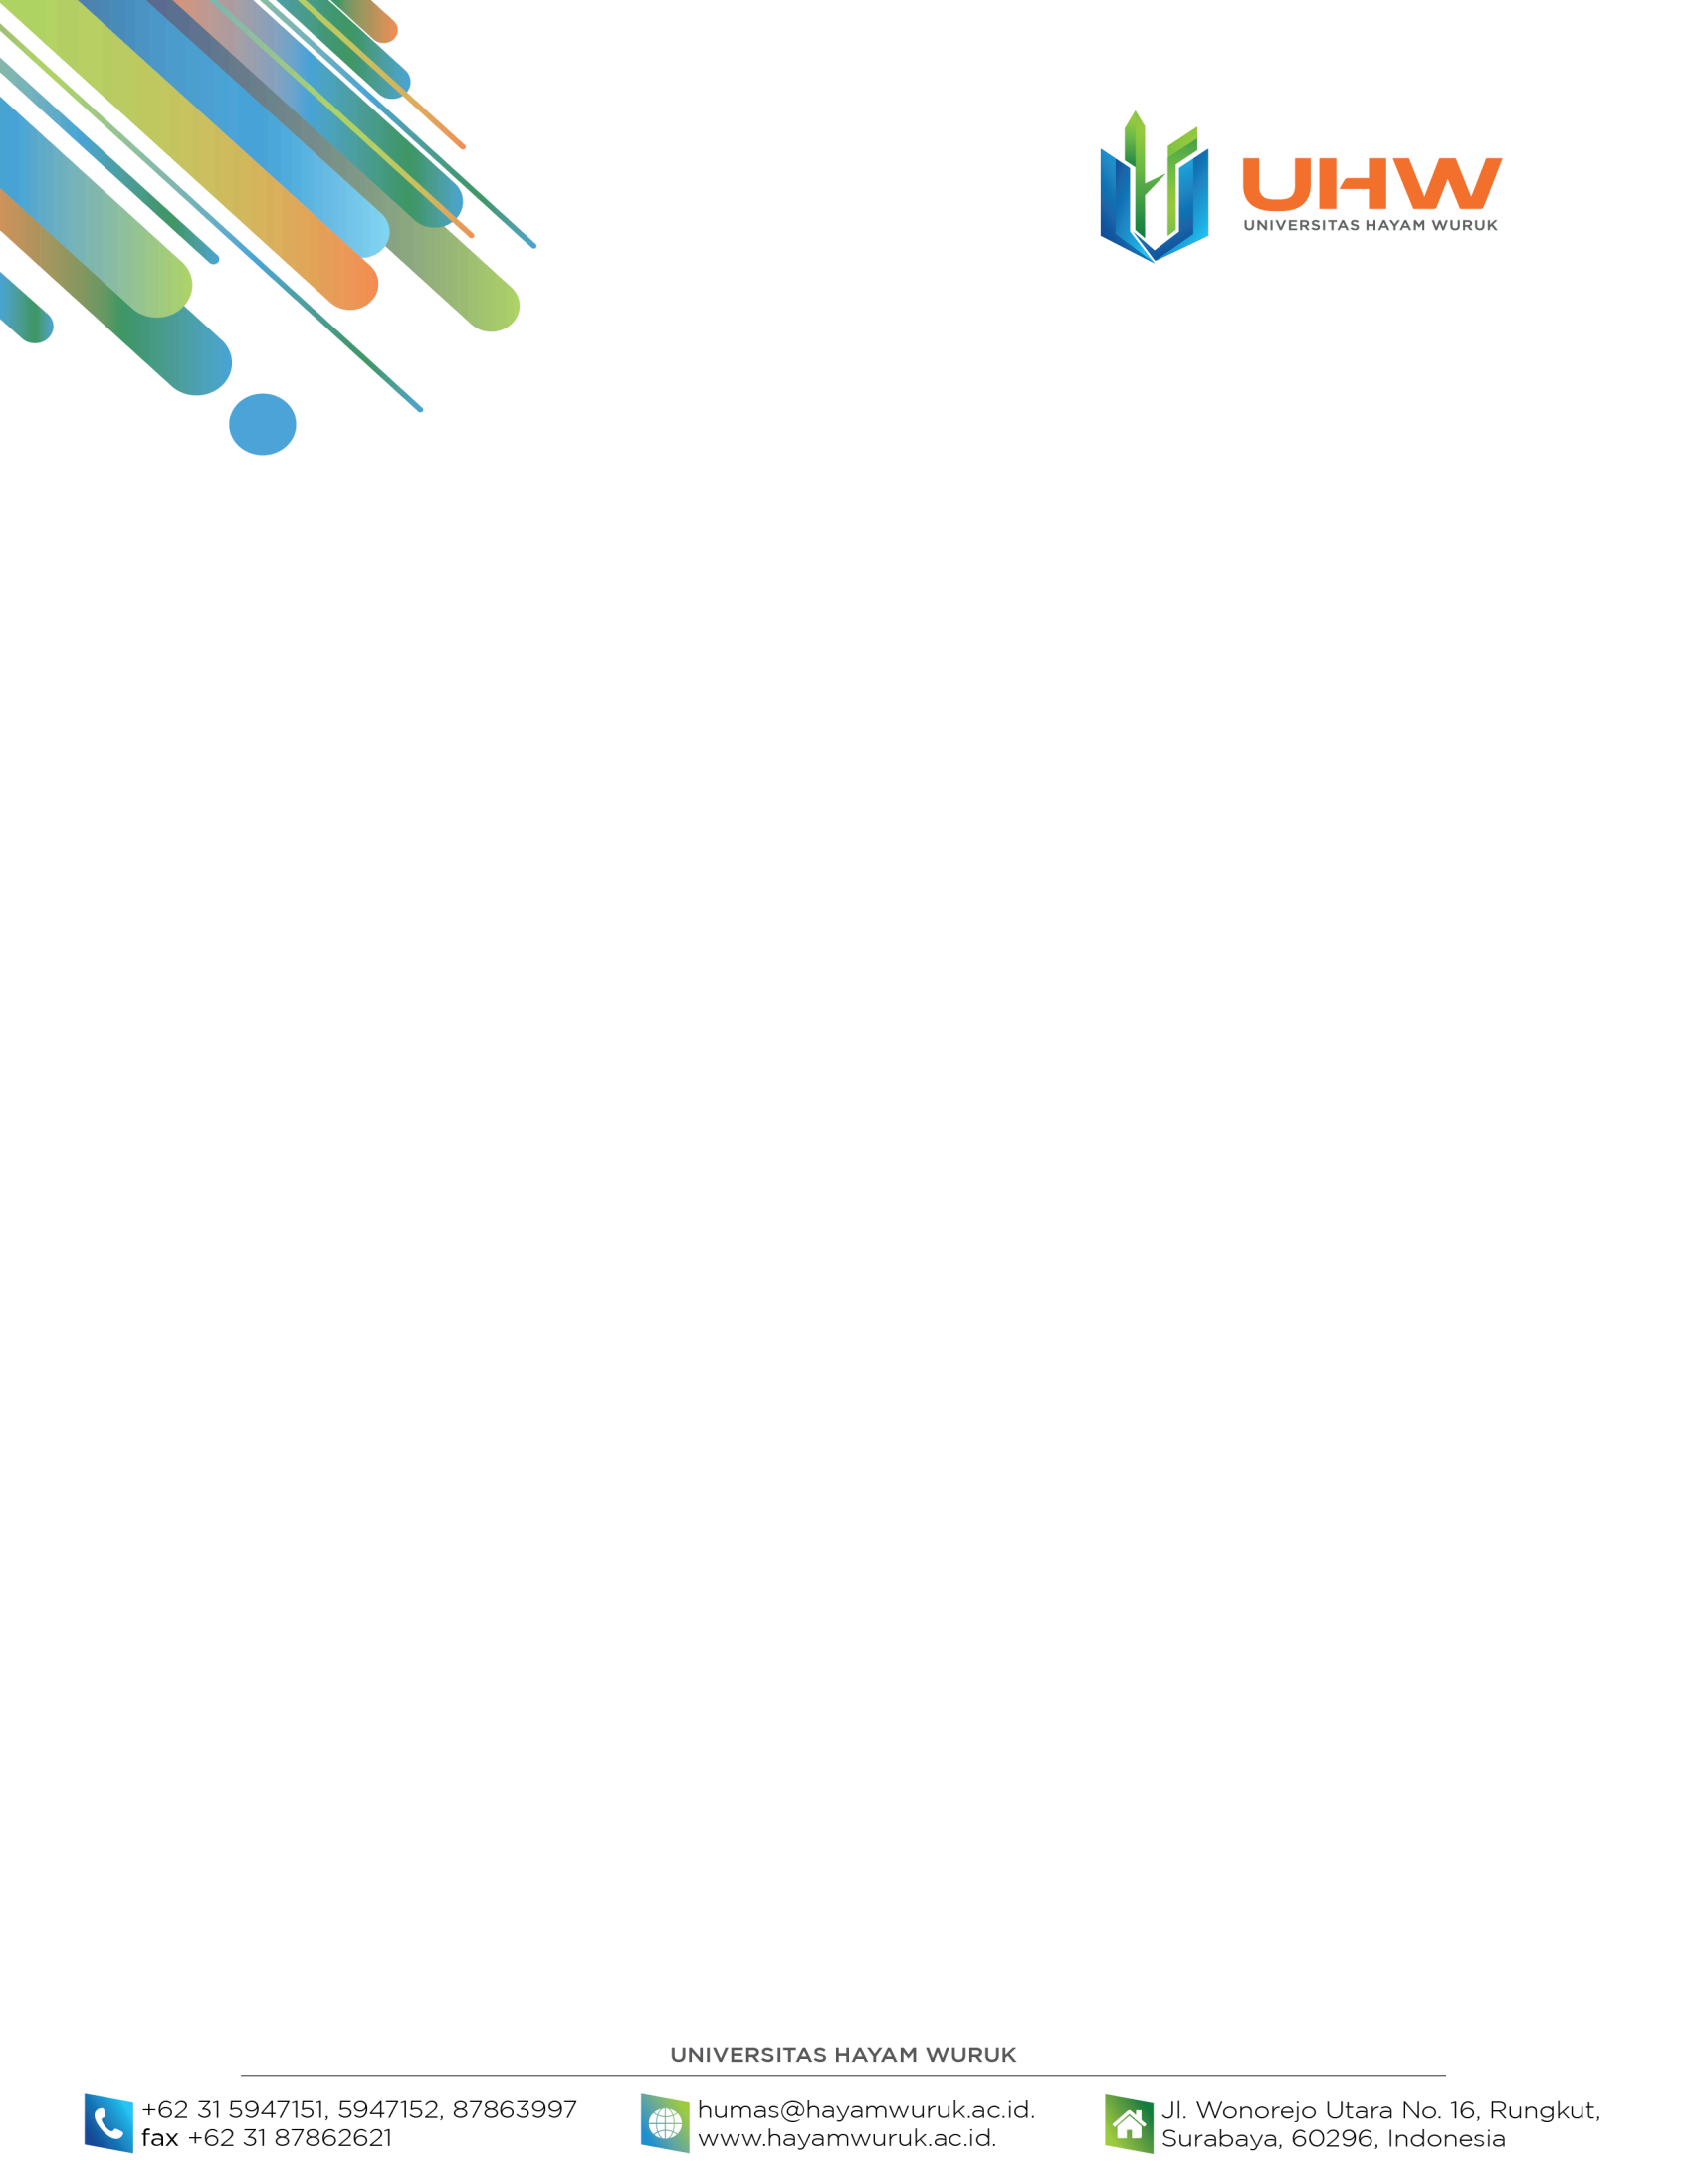 UHW
UNIVERSITAS HAYAM WURUK
UNIVERSITAS HAYAM WURUK
+62 31 5947151, 5947152, 87863997
fax +62 31 87862621
humas@hayamwuruk.ac.id.
www.hayamwuruk.ac.id.
Jl. Wonorejo Utara No. 16, Rungkut,
Surabaya, 60296, Indonesia